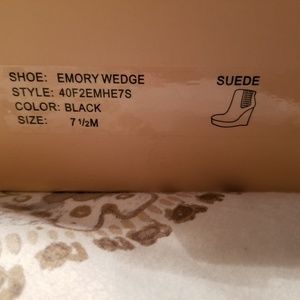 SHOE: EMORY WEDGE
SUEDE
STYLE: 40F2EMHE7S
COLOR: BLACK
SIZE: 7 1/2M